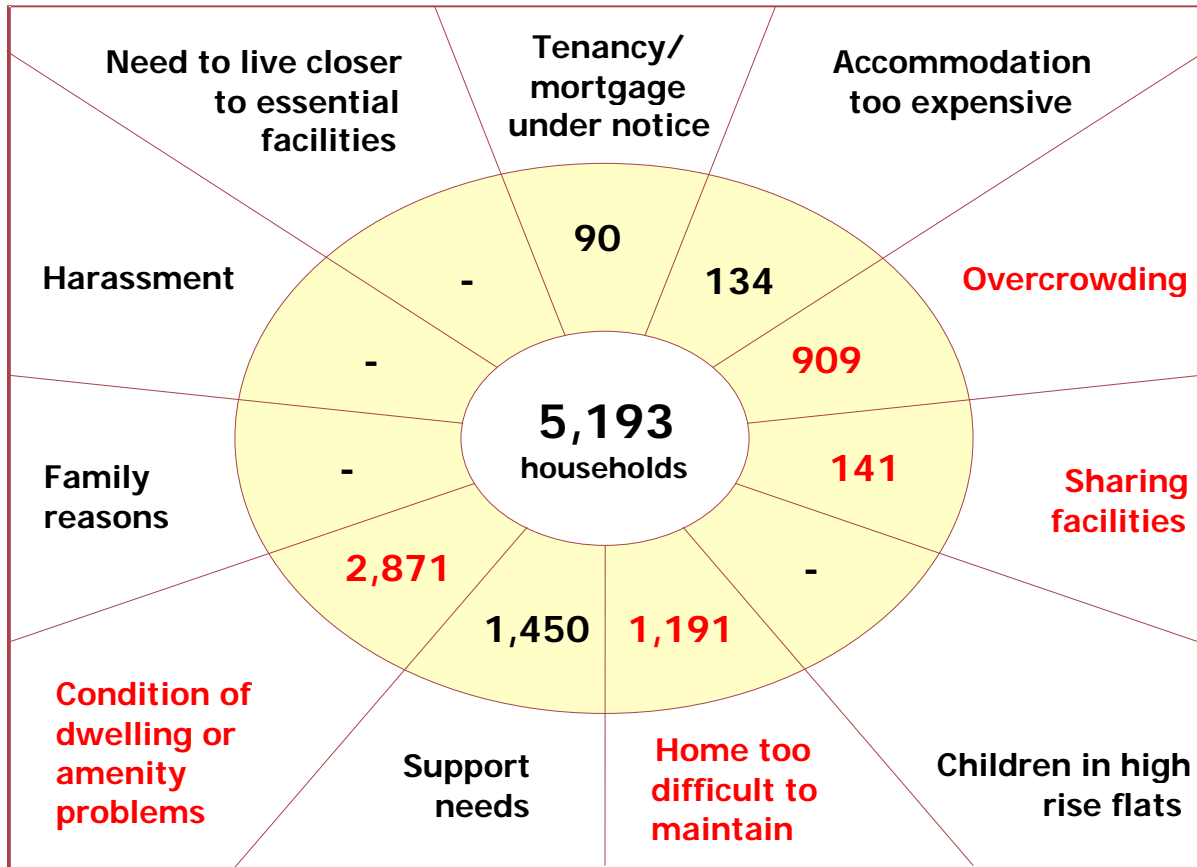 Need to live closer
to essential
facilities
Tenancy/
mortgage
under notice
Accommodation
too expensive
90
-
134
Harassment
Overcrowding
-
909
5,193
households
Family
reasons
-
141
Sharing
facilities
2,871
-
1,450
1,191
Condition of
dwelling or
amenity
problems
Support
needs
Home too
difficult to
maintain
Children in high
rise flats